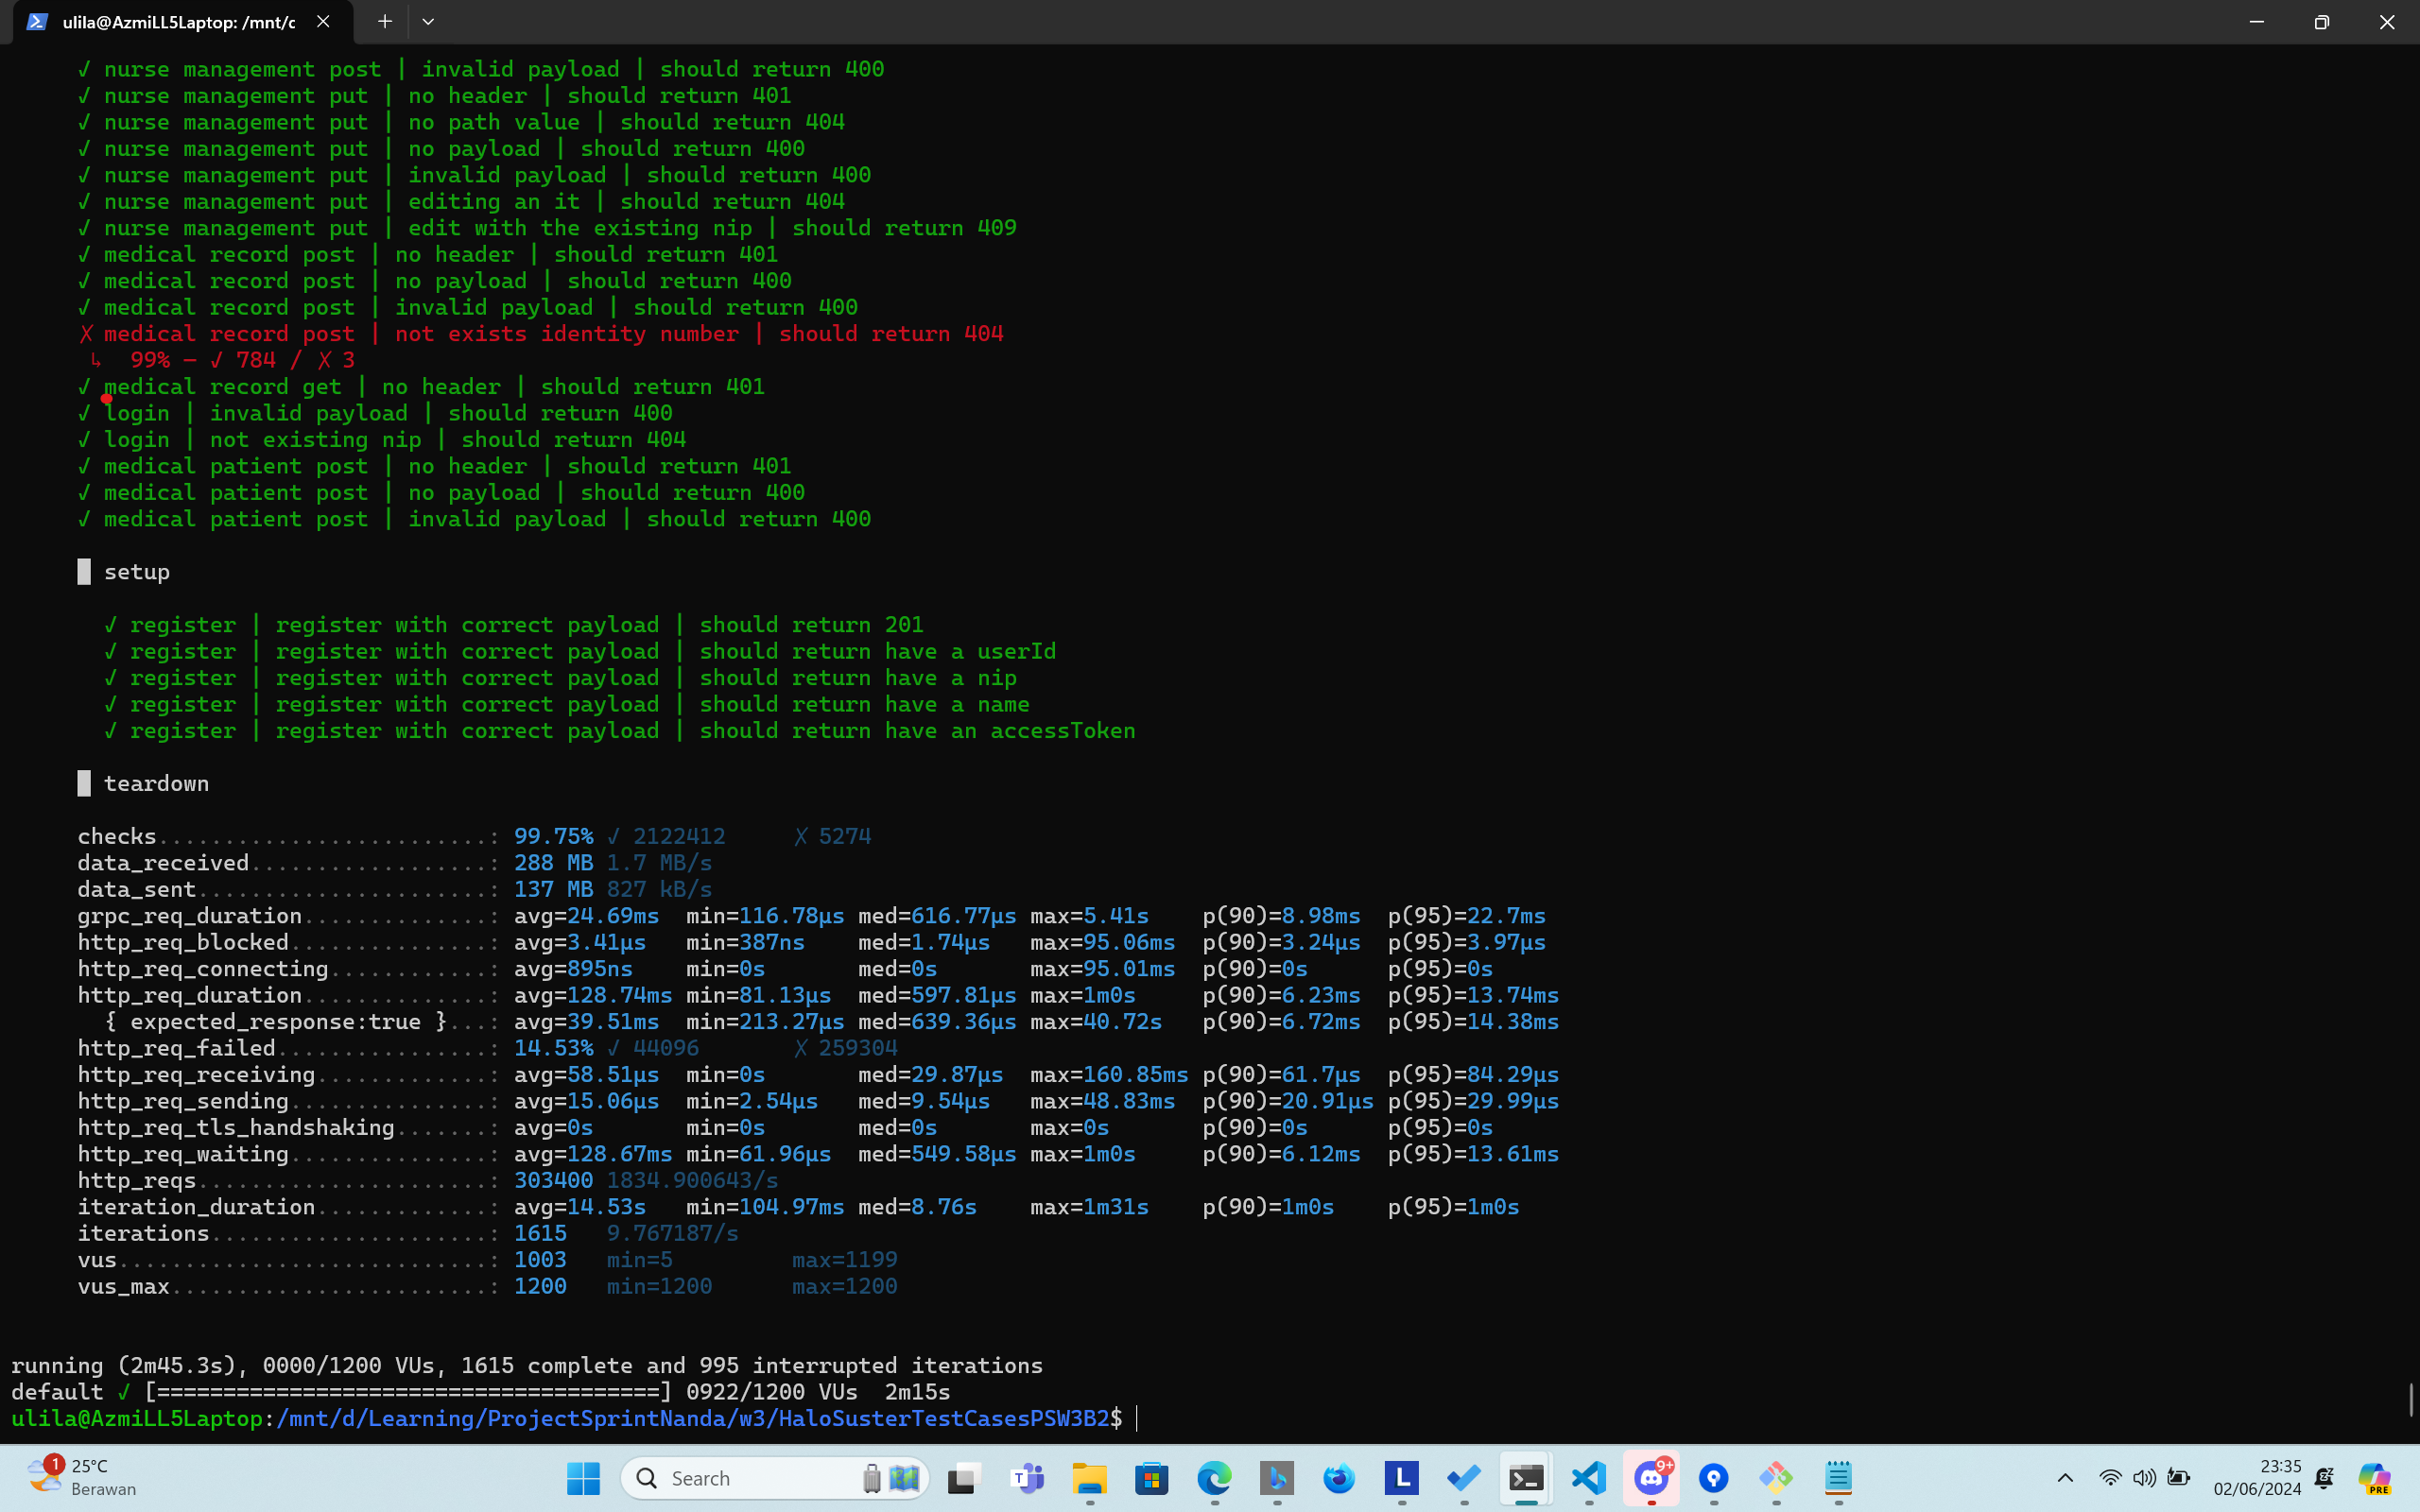 ulila@AzmiLL5Laptop: /mnt/c
√ nurse management post | invalid payload | should return 400
√ nurse management put | no header | should return 401
√ nurse management put | no path value | should return 404
√ nurse management put | no payload | should return 400
√ nurse management put | invalid payload | should return 400
√ nurse management put | editing an it | should return 404
√ nurse management put | edit with the existing nip | should return 409
√ medical record post | no header | should return 401
√ medical record post | no payload | should return 400
√ medical record post | invalid payload | should return 400
X medical record post | not exists identity number | should return 404
↳ 99% — √ 784 / X 3
√ medical record get | no header | should return 401
√ login | invalid payload | should return 400
√ login | not existing nip | should return 404
√ medical patient post | no header | should return 401
√ medical patient post | no payload | should return 400
√ medical patient post | invalid payload | should return 400
█ setup
√ register | register with correct payload | should return 201
√ register | register with correct payload | should return have a userId
√ register | register with correct payload | should return have a nip
√ register | register with correct payload | should return have a name
√ register | register with correct payload | should return have an accessToken
█ teardown
checks.........................: 99.75% √ 2122412 X 5274
data_received..................: 288 MB 1.7 MB/s
data_sent......................: 137 MB 827 kB/s
grpc_req_duration..............: avg=24.69ms min=116.78µs med=616.77µs max=5.41s p(90)=8.98ms p(95)=22.7ms
http_req_blocked...............: avg=3.41µs min=387ns med=1.74µs max=95.06ms p(90)=3.24µs p(95)=3.97µs
http_req_connecting............: avg=895ns min=0s med=0s max=95.01ms p(90)=0s p(95)=0s
http_req_duration..............: avg=128.74ms min=81.13µs med=597.81µs max=1m0s p(90)=6.23ms p(95)=13.74ms
{ expected_response:true }...: avg=39.51ms min=213.27µs med=639.36µs max=40.72s p(90)=6.72ms p(95)=14.38ms
http_req_failed................: 14.53% √ 44096 X 259304
http_req_receiving.............: avg=58.51µs min=0s med=29.87µs max=160.85ms p(90)=61.7µs p(95)=84.29µs
http_req_sending...............: avg=15.06µs min=2.54µs med=9.54µs max=48.83ms p(90)=20.91µs p(95)=29.99µs
http_req_tls_handshaking.......: avg=0s min=0s med=0s max=0s p(90)=0s p(95)=0s
http_req_waiting...............: avg=128.67ms min=61.96µs med=549.58µs max=1m0s p(90)=6.12ms p(95)=13.61ms
http_reqs......................: 303400 1834.900643/s
iteration_duration.............: avg=14.53s min=104.97ms med=8.76s max=1m31s p(90)=1m0s p(95)=1m0s
iterations.....................: 1615 9.767187/s
vus............................: 1003 min=5 max=1199
vus_max........................: 1200 min=1200 max=1200
running (2m45.3s), 0000/1200 VUs, 1615 complete and 995 interrupted iterations
default √ [======================================] 0922/1200 VUs 2m15s
ulila@AzmiLL5Laptop:/mnt/d/Learning/ProjectSprintNanda/w3/HaloSusterTestCasesPSW3B2$
1
25°C
Berawan
Search
T
L
9+
23:35
02/06/2024
PRE